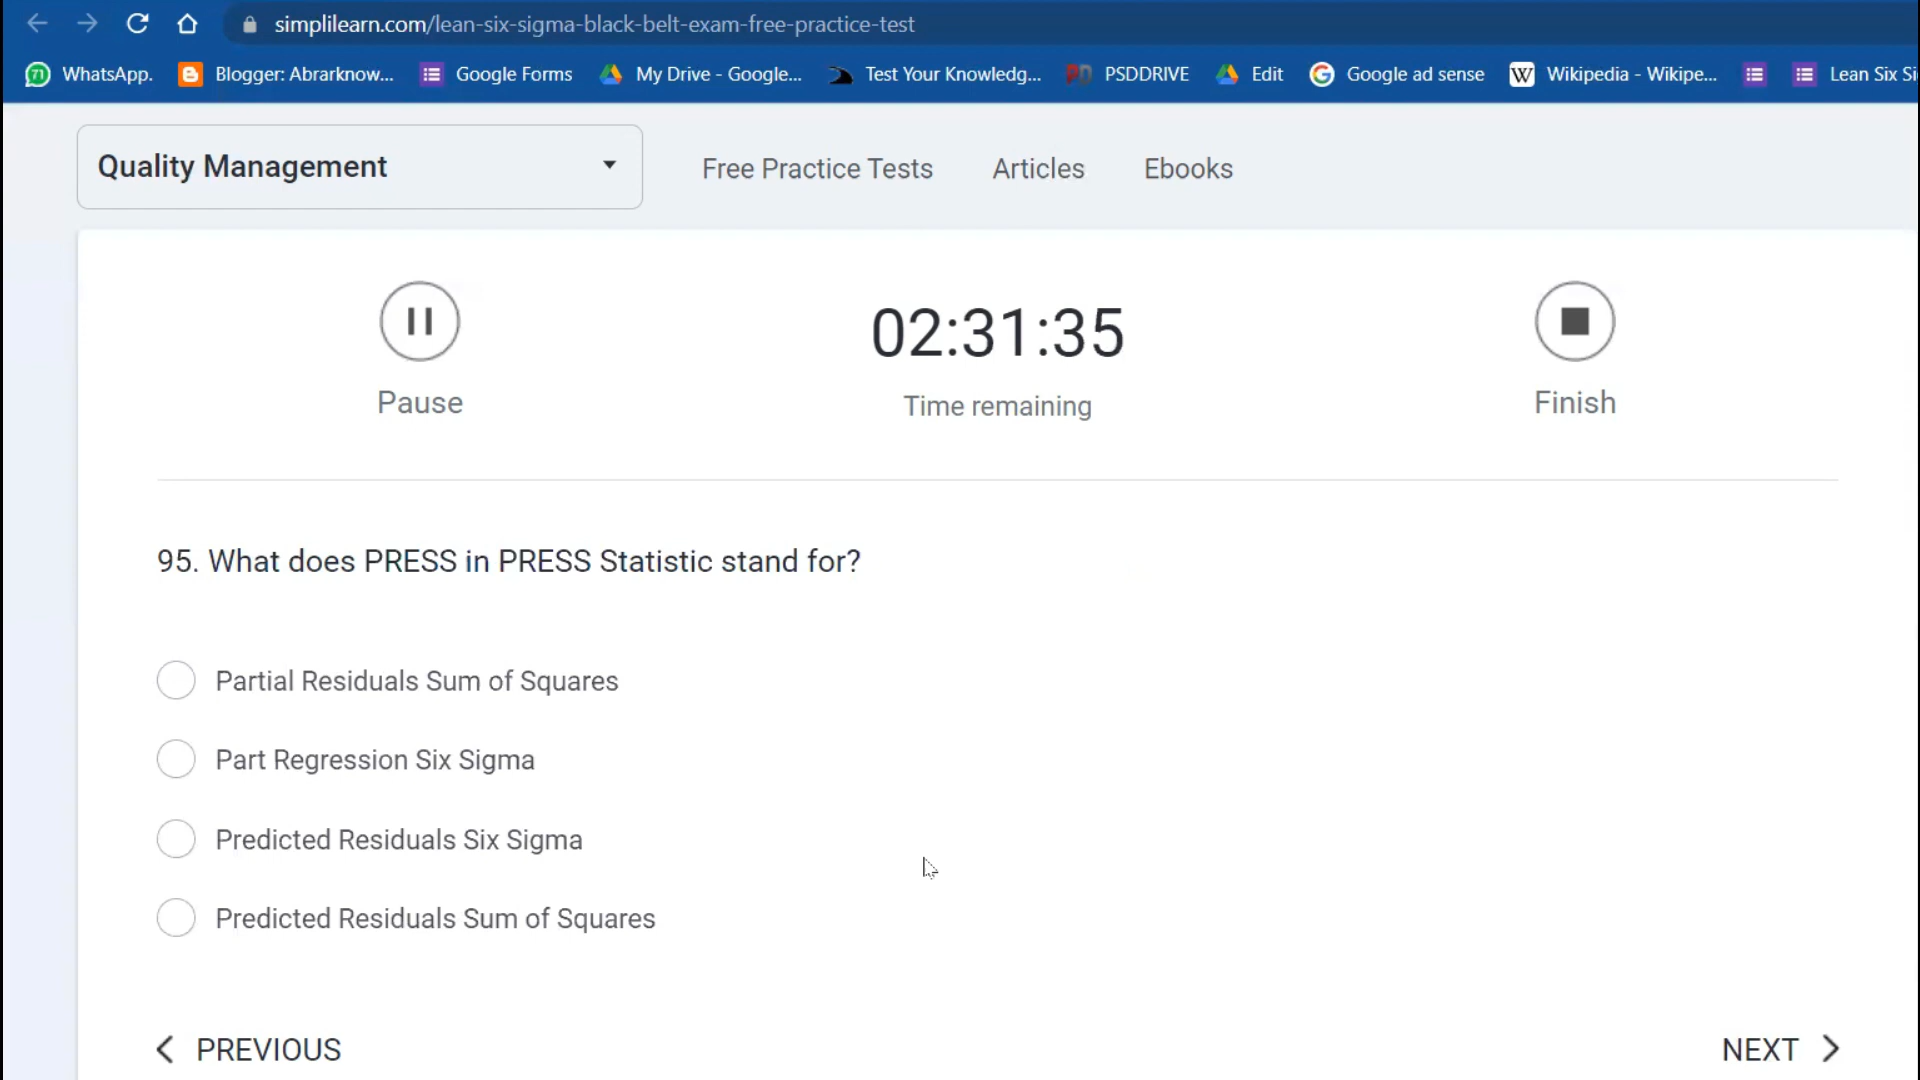 simplilearn.com/lean-six-sigma-black-belt-exam-free-practice-test
71 WhatsApp. Blogger: Abrarknow... Google Forms My Drive - Google... Test Your Knowledg... PD PSDDRIVE Edit G Google ad sense W Wikipedia - Wikipe... Lean Six Si
Quality Management Free Practice Tests Articles Ebooks
02:31:35
Pause Time remaining Finish
95. What does PRESS in PRESS Statistic stand for?
Partial Residuals Sum of Squares
Part Regression Six Sigma
Predicted Residuals Six Sigma
Predicted Residuals Sum of Squares
PREVIOUS NEXT